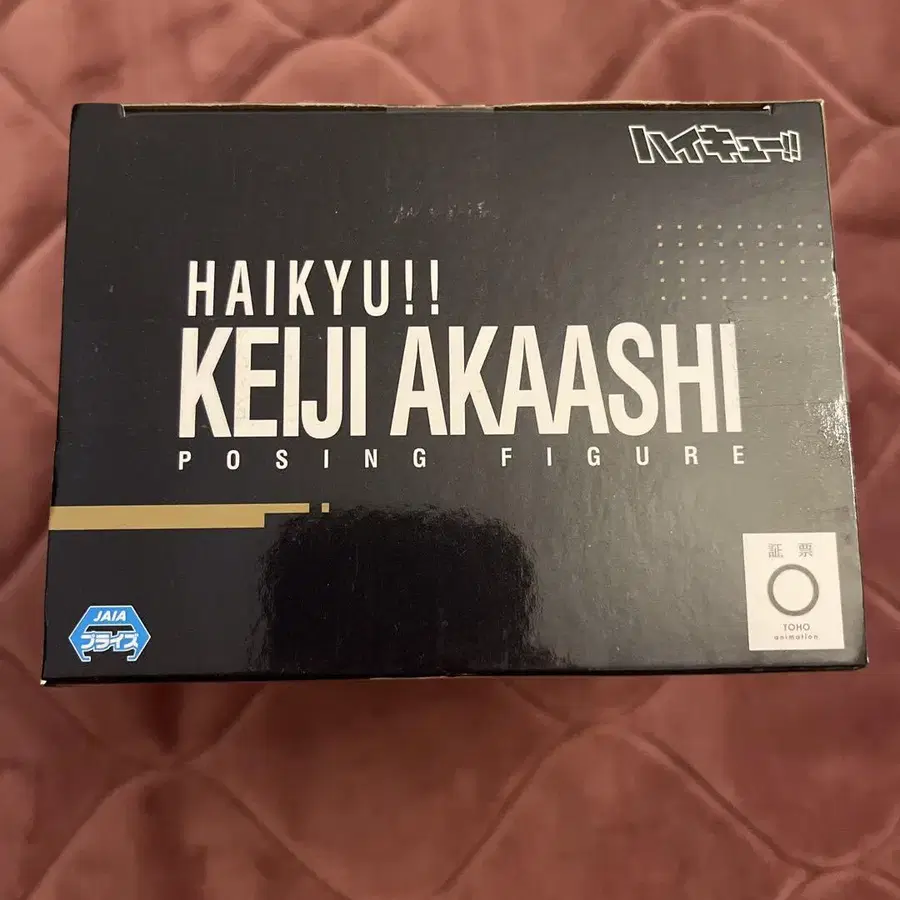 ハイキュー!!
HAIKYU!!
KEIJI AKAASHI
POSING FIGURE
証票
TOHO
animation
JAIA
プライズ